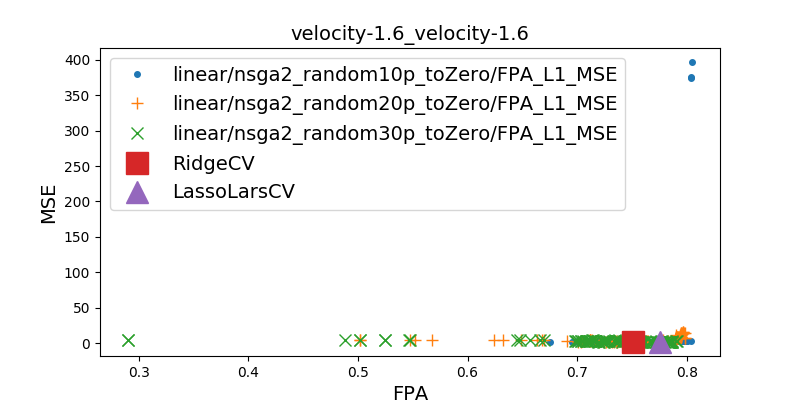 velocity-1.6_velocity-1.6
400
350
300
250
200
150
100
50
0
MSE
linear/nsga2_random10p_toZero/FPA_L1_MSE
linear/nsga2_random20p_toZero/FPA_L1_MSE
linear/nsga2_random30p_toZero/FPA_L1_MSE
RidgeCV
LassoLarsCV
0.3 0.4 0.5 0.6 0.7 0.8
FPA